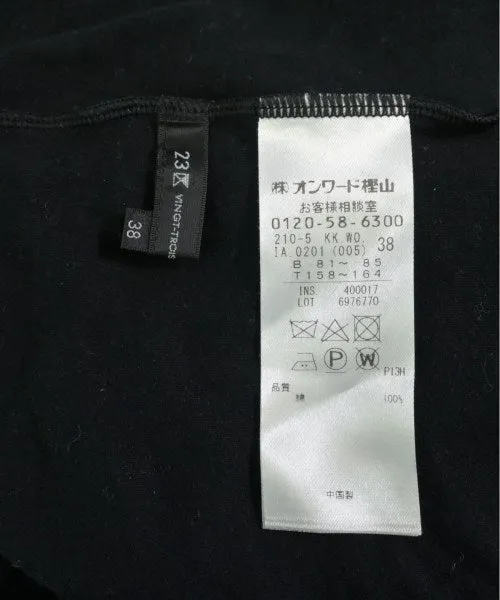 23区
VINGT-TROIS
38
㈱オンワード樫山
お客様相談室
0120-58-6300
210-5 KK WO. 38
IA.0201(005)
B 81～ 85
T158～164
INS. 400017
LOT 6976770
P W
P13H
品質
綿 100%
中国製